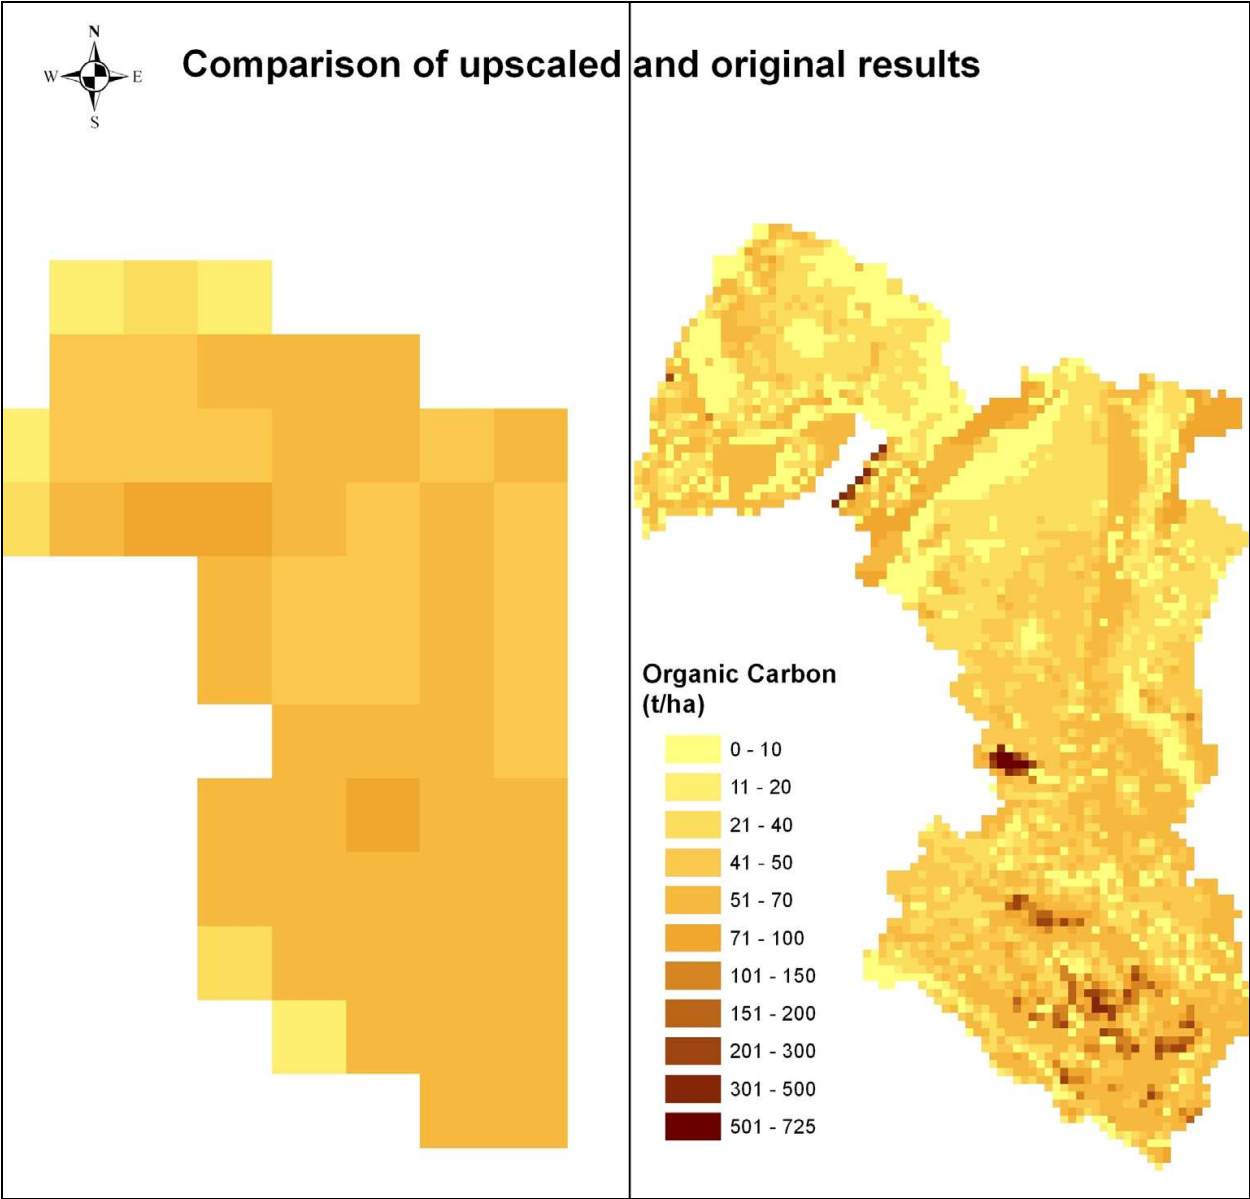 N
W E
S
Comparison of upscaled and original results
Organic Carbon
(t/ha)
0 - 10
11 - 20
21 - 40
41 - 50
51 - 70
71 - 100
101 - 150
151 - 200
201 - 300
301 - 500
501 - 725